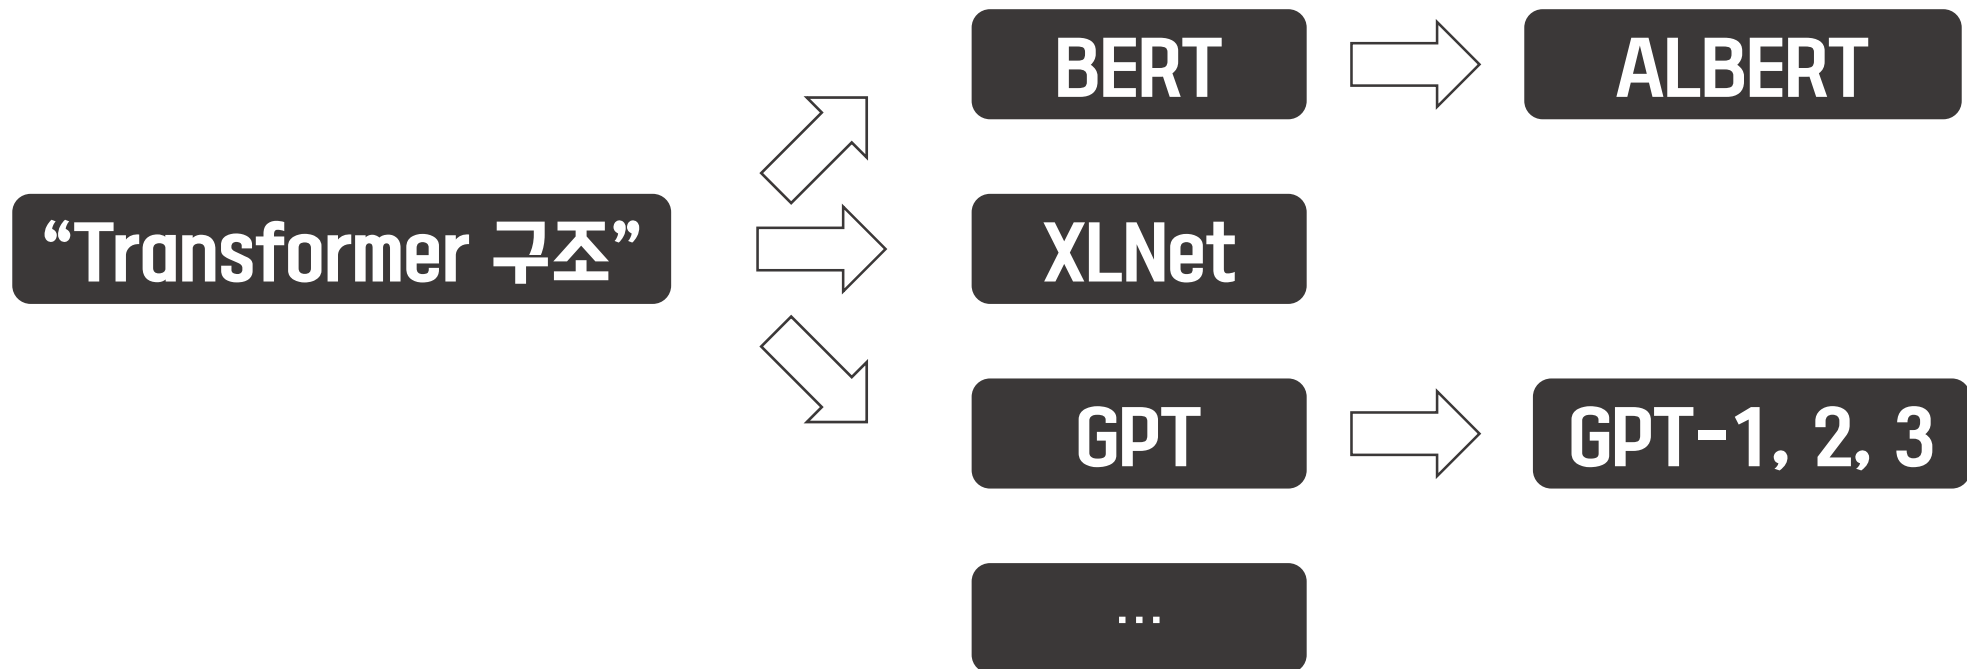 BERT
ALBERT
“Transformer 구조”
XLNet
GPT
GPT-1, 2, 3
...